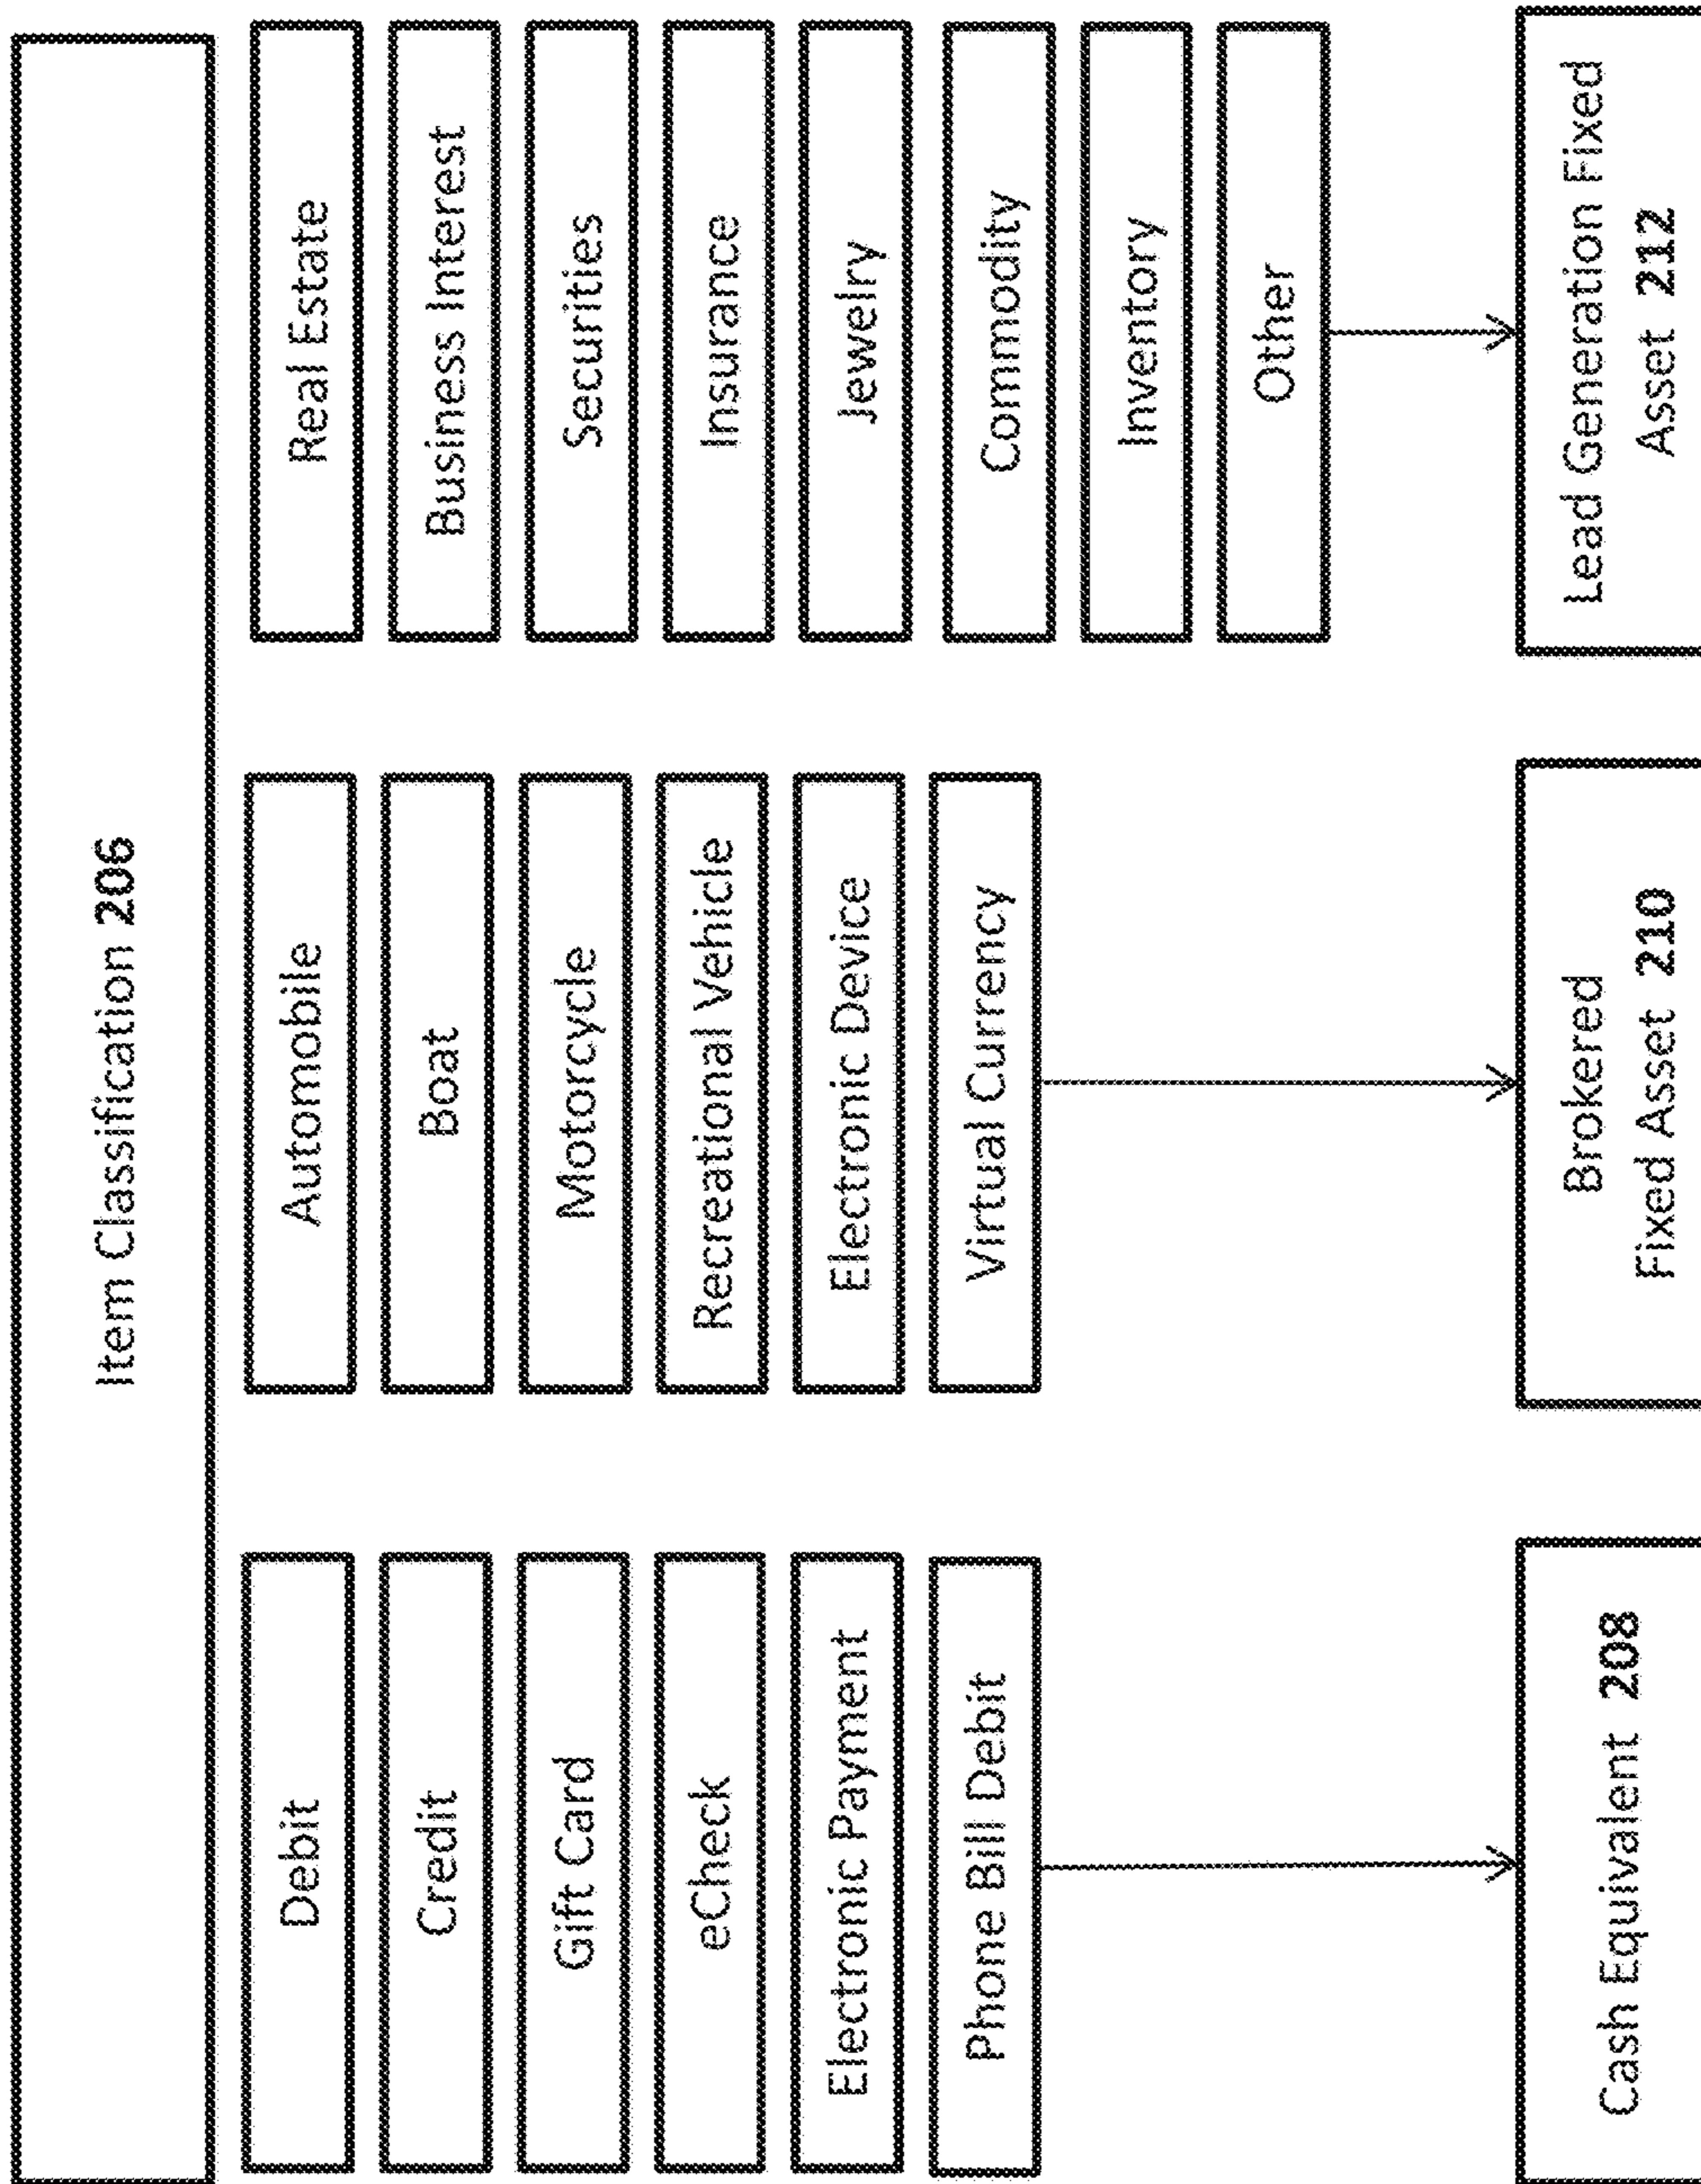 Item Classification 206
Debit
Credit
Gift Card
eCheck
Electronic Payment
Phone Bill Debit
Cash Equivalent 208
Automobile
Boat
Motorcycle
Recreational Vehicle
Electronic Device
Virtual Currency
Brokered
Fixed Asset 210
Real Estate
Business Interest
Securities
Insurance
Jewelry
Commodity
Inventory
Other
Lead Generation Fixed
Asset 212